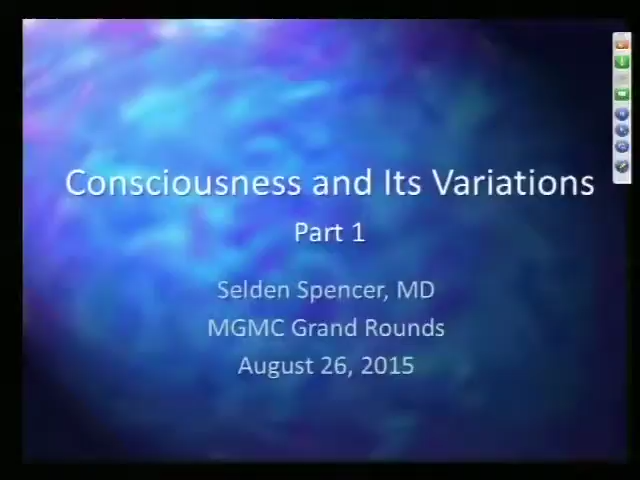 Consciousness and Its Variations
Part 1
Selden Spencer, MD
MGMC Grand Rounds
August 26, 2015